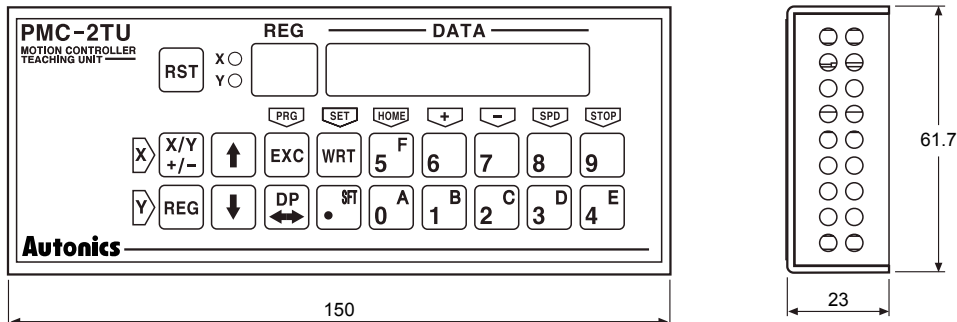 PMC-2TU
MOTION CONTROLLER
TEACHING UNIT
RST
X
Y
REG
DATA
PRG SET HOME + - SPD STOP
X X/Y +/- ↑ EXC WRT 5 F 6 7 8 9
Y REG ↓ DP ↔ • SFT 0 A 1 B 2 C 3 D 4 E
Autonics
150
61.7
23